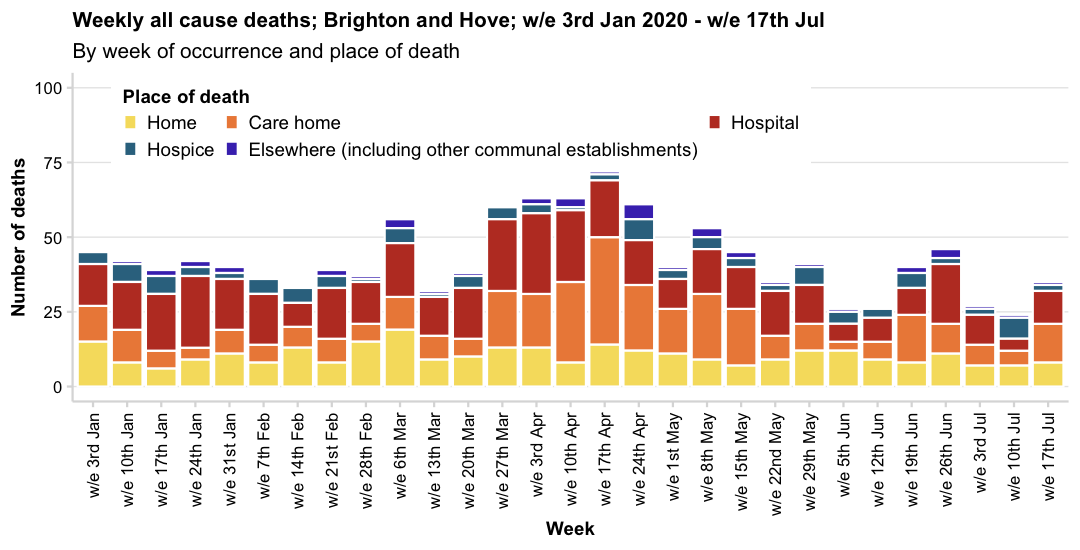 Weekly all cause deaths; Brighton and Hove; w/e 3rd Jan 2020 - w/e 17th Jul
By week of occurrence and place of death
Place of death
Home
Care home
Hospital
Hospice
Elsewhere (including other communal establishments)
Number of deaths
100
75
50
25
0
w/e 3rd Jan
w/e 10th Jan
w/e 17th Jan
w/e 24th Jan
w/e 31st Jan
w/e 7th Feb
w/e 14th Feb
w/e 21st Feb
w/e 28th Feb
w/e 6th Mar
w/e 13th Mar
w/e 20th Mar
w/e 27th Mar
w/e 3rd Apr
w/e 10th Apr
w/e 17th Apr
w/e 24th Apr
w/e 1st May
w/e 8th May
w/e 15th May
w/e 22nd May
w/e 29th May
w/e 5th Jun
w/e 12th Jun
w/e 19th Jun
w/e 26th Jun
w/e 3rd Jul
w/e 10th Jul
w/e 17th Jul
Week